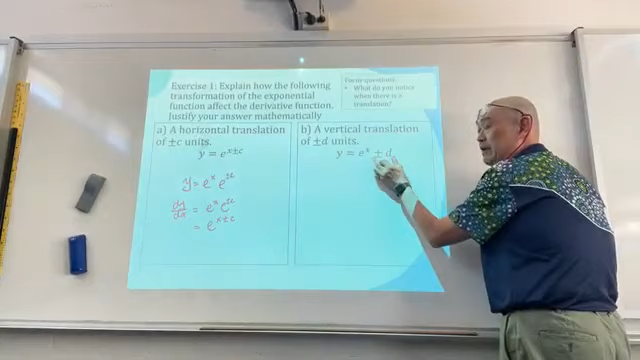 Exercise 1: Explain how the following
transformation of the exponential
function affect the derivative function.
Justify your answer mathematically
Focus question:
• What do you notice
when there is a
translation?
a) A horizontal translation
of ±c units.
y = e^{x±c}
y = e^x e^{±c}
dy/dx = e^x e^{±c}
= e^{x±c}
b) A vertical translation
of ±d units.
y = e^x ± d